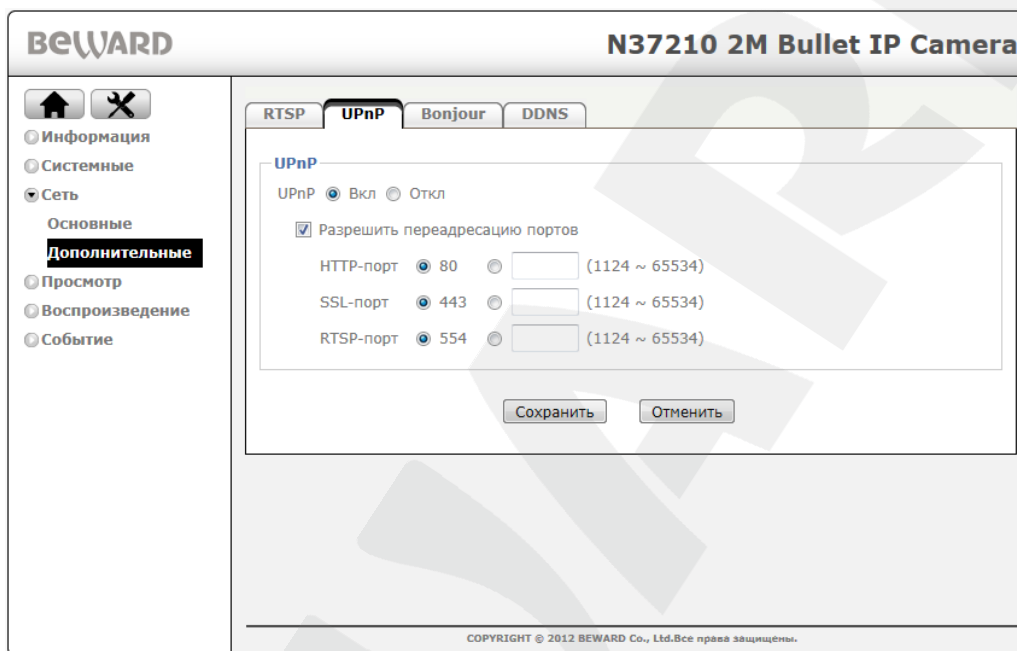 BEWARD
N37210 2M Bullet IP Camera
Информация
Системные
Сеть
Основные
Дополнительные
Просмотр
Воспроизведение
Событие
RTSP UPnP Bonjour DDNS
UPnP
UPnP Вкл Откл
Разрешить переадресацию портов
HTTP-порт 80 (1124 ~ 65534)
SSL-порт 443 (1124 ~ 65534)
RTSP-порт 554 (1124 ~ 65534)
Сохранить Отменить
COPYRIGHT © 2012 BEWARD Co., Ltd.Все права защищены.